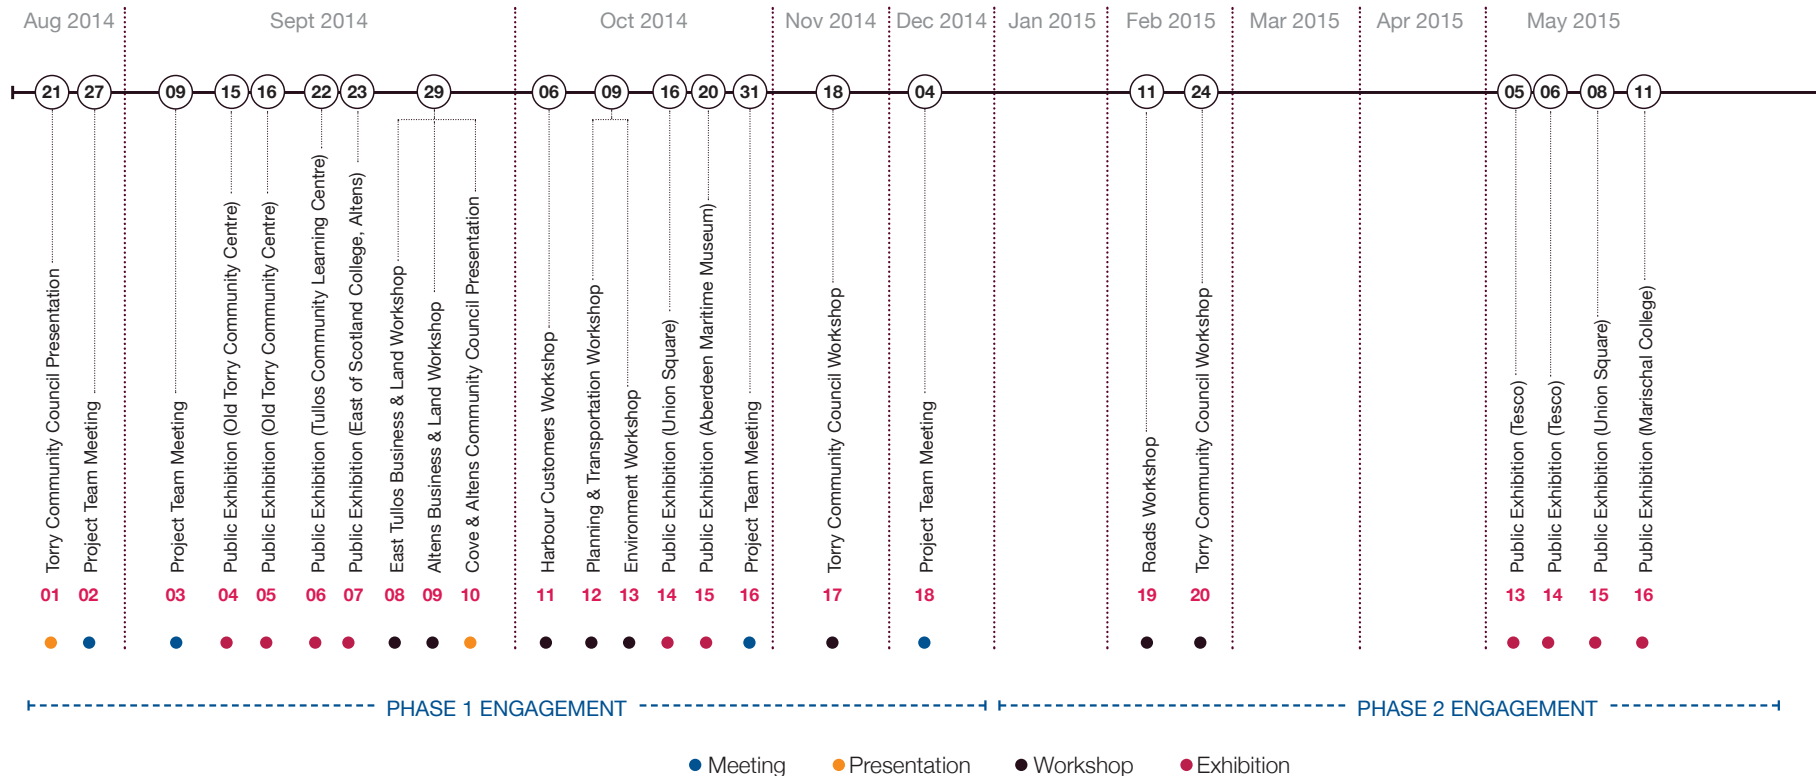 Aug 2014 Sept 2014 Oct 2014 Nov 2014 Dec 2014 Jan 2015 Feb 2015 Mar 2015 Apr 2015 May 2015
21 27 09 15 16 22 23 29 06 09 16 20 31 18 04 11 24 05 06 08 11
Torry Community Council Presentation
Project Team Meeting
Project Team Meeting
Public Exhibition (Old Torry Community Centre)
Public Exhibition (Old Torry Community Centre)
Public Exhibition (Tullos Community Learning Centre)
Public Exhibition (East of Scotland College, Altens)
East Tullos Business & Land Workshop
Altens Business & Land Workshop
Cove & Altens Community Council Presentation
Harbour Customers Workshop
Planning & Transportation Workshop
Environment Workshop
Public Exhibition (Union Square)
Public Exhibition (Aberdeen Maritime Museum)
Project Team Meeting
Torry Community Council Workshop
Project Team Meeting
Roads Workshop
Torry Community Council Workshop
Public Exhibition (Tesco)
Public Exhibition (Tesco)
Public Exhibition (Union Square)
Public Exhibition (Marischal College)
01 02 03 04 05 06 07 08 09 10 11 12 13 14 15 16 17 18 19 20 13 14 15 16
PHASE 1 ENGAGEMENT PHASE 2 ENGAGEMENT
Meeting Presentation Workshop Exhibition